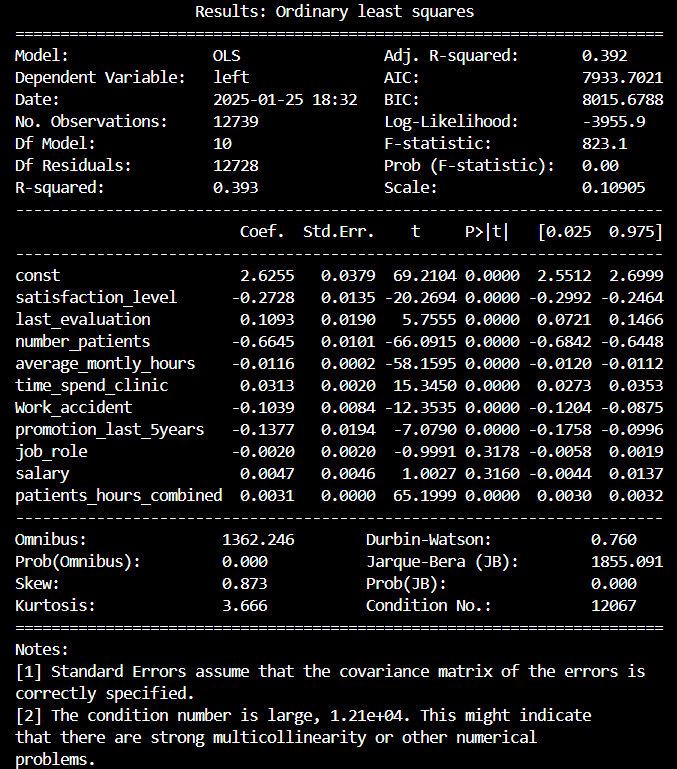 Results: Ordinary least squares
=======================================================================
Model: OLS Adj. R-squared: 0.392
Dependent Variable: left AIC: 7933.7021
Date: 2025-01-25 18:32 BIC: 8015.6788
No. Observations: 12739 Log-Likelihood: -3955.9
Df Model: 10 F-statistic: 823.1
Df Residuals: 12728 Prob (F-statistic): 0.00
R-squared: 0.393 Scale: 0.10905
-----------------------------------------------------------------------
Coef. Std.Err. t P>|t| [0.025 0.975]
-----------------------------------------------------------------------
const 2.6255 0.0379 69.2104 0.0000 2.5512 2.6999
satisfaction_level -0.2728 0.0135 -20.2694 0.0000 -0.2992 -0.2464
last_evaluation 0.1093 0.0190 5.7555 0.0000 0.0721 0.1466
number_patients -0.6645 0.0101 -66.0915 0.0000 -0.6842 -0.6448
average_montly_hours -0.0116 0.0002 -58.1595 0.0000 -0.0120 -0.0112
time_spend_clinic 0.0313 0.0020 15.3450 0.0000 0.0273 0.0353
Work_accident -0.1039 0.0084 -12.3535 0.0000 -0.1204 -0.0875
promotion_last_5years -0.1377 0.0194 -7.0790 0.0000 -0.1758 -0.0996
job_role -0.0020 0.0020 -0.9991 0.3178 -0.0058 0.0019
salary 0.0047 0.0046 1.0027 0.3160 -0.0044 0.0137
patients_hours_combined 0.0031 0.0000 65.1999 0.0000 0.0030 0.0032
-----------------------------------------------------------------------
Omnibus: 1362.246 Durbin-Watson: 0.760
Prob(Omnibus): 0.000 Jarque-Bera (JB): 1855.091
Skew: 0.873 Prob(JB): 0.000
Kurtosis: 3.666 Condition No.: 12067
=======================================================================
Notes:
[1] Standard Errors assume that the covariance matrix of the errors is
correctly specified.
[2] The condition number is large, 1.21e+04. This might indicate
that there are strong multicollinearity or other numerical
problems.